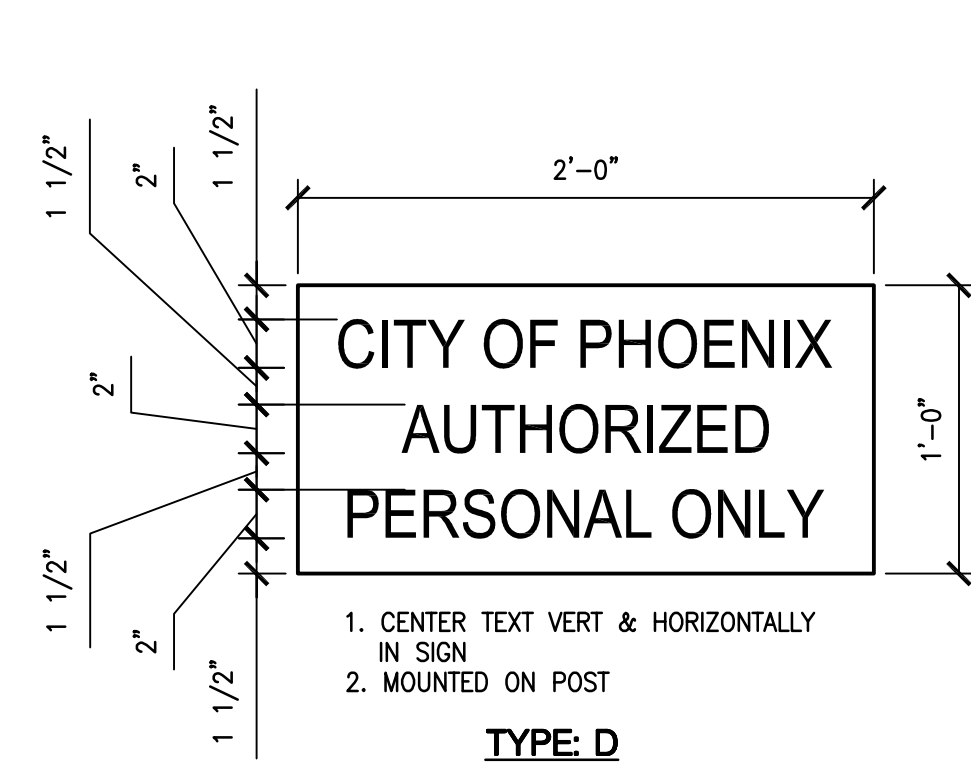 1 1/2"
2"
1 1/2"
2'-0"
CITY OF PHOENIX
AUTHORIZED
PERSONAL ONLY
2"
1'-0"
1 1/2"
2"
1 1/2"
1. CENTER TEXT VERT & HORIZONTALLY
IN SIGN
2. MOUNTED ON POST
TYPE: D